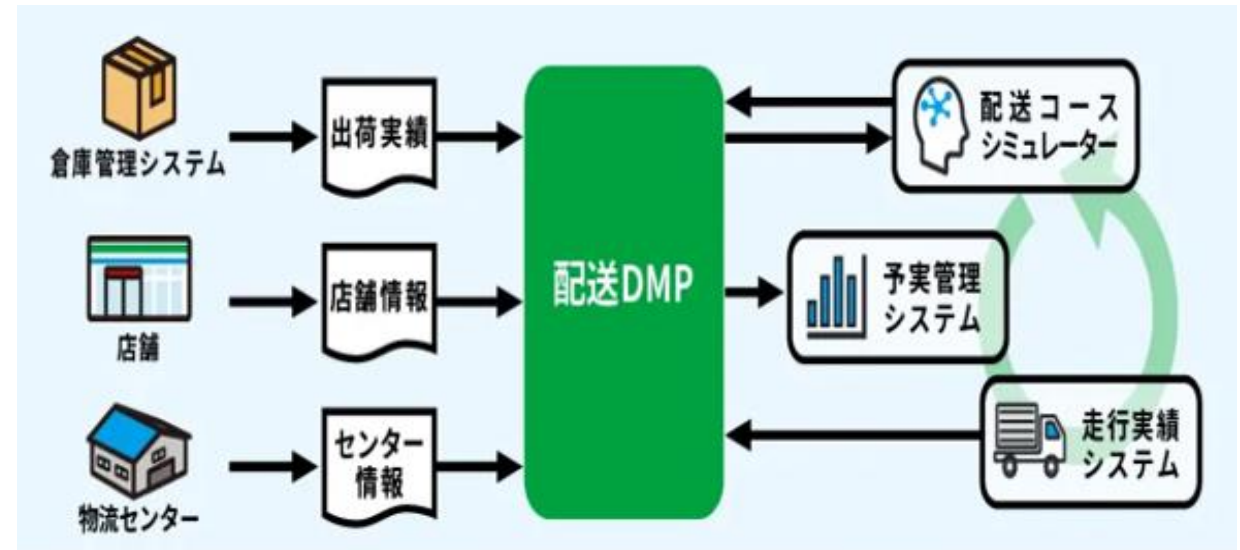 倉庫管理システム
出荷実績
店舗
店舗情報
物流センター
センター
情報
配送DMP
配送コース
シミュレーター
予実管理
システム
走行実績
システム